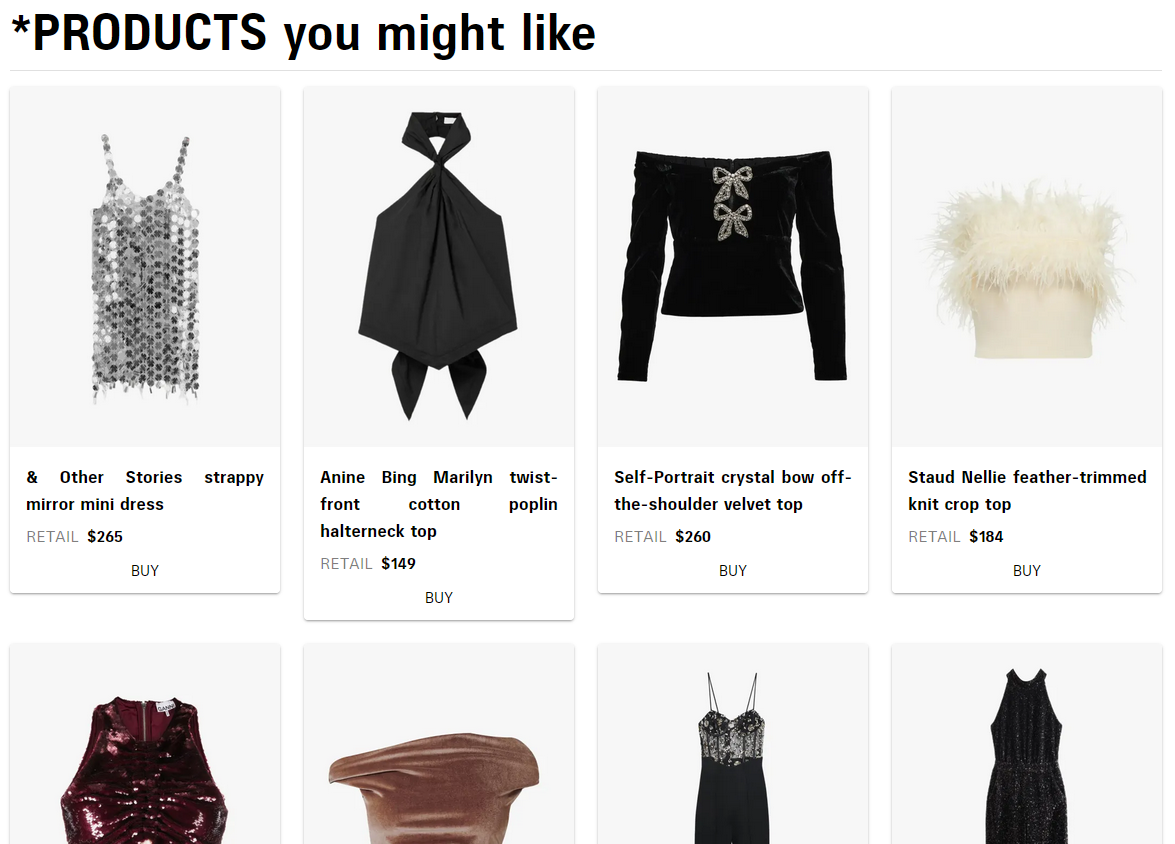 *PRODUCTS you might like
& Other Stories strappy
mirror mini dress
RETAIL $265
BUY
Anine Bing Marilyn twist-
front cotton poplin
halterneck top
RETAIL $149
BUY
Self-Portrait crystal bow off-
the-shoulder velvet top
RETAIL $260
BUY
Staud Nellie feather-trimmed
knit crop top
RETAIL $184
BUY
GANNI